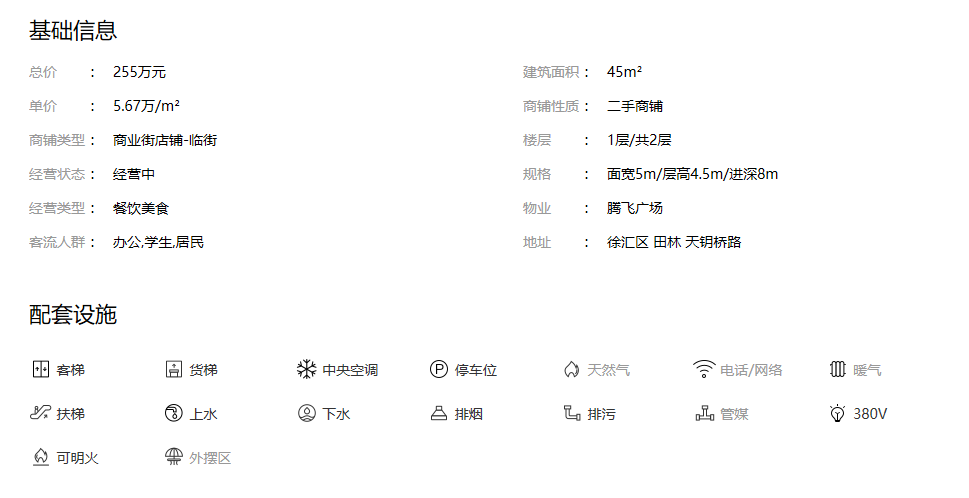 基础信息
总价 : 255万元 建筑面积 : 45m²
单价 : 5.67万/m² 商铺性质 : 二手商铺
商铺类型 : 商业街店铺-临街 楼层 : 1层/共2层
经营状态 : 经营中 规格 : 面宽5m/层高4.5m/进深8m
经营类型 : 餐饮美食 物业 : 腾飞广场
客流人群 : 办公,学生,居民 地址 : 徐汇区 田林 天钥桥路
配套设施
客梯 货梯 中央空调 停车位 天然气 电话/网络 暖气
扶梯 上水 下水 排烟 排污 管媒 380V
可明火 外摆区